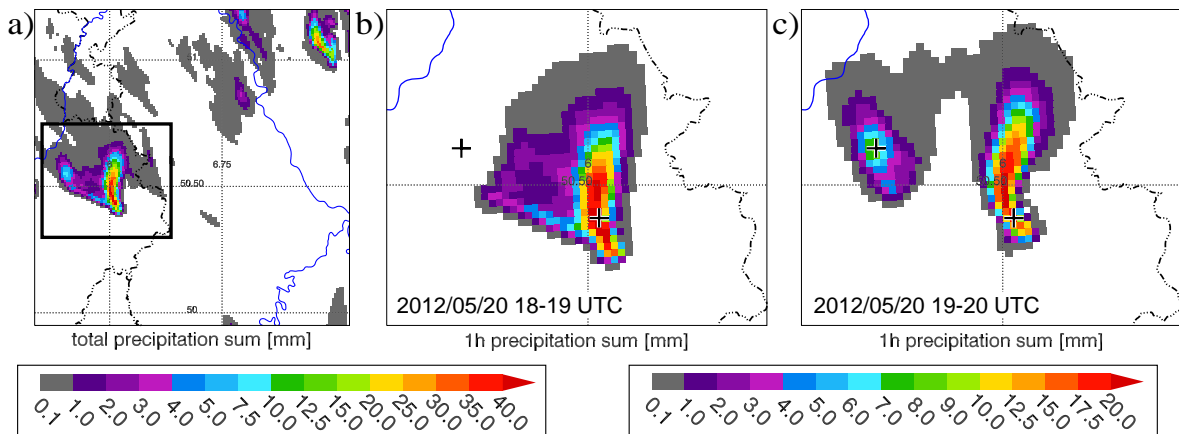 a)
51
6
6.75
50.50
50
total precipitation sum [mm]
b)
6
50.50
2012/05/20 18-19 UTC
1h precipitation sum [mm]
c)
6
50.50
2012/05/20 19-20 UTC
1h precipitation sum [mm]
0.1 1.0 2.0 3.0 4.0 5.0 7.5 10.0 12.5 15.0 20.0 25.0 30.0 35.0 40.0
0.1 1.0 2.0 3.0 4.0 5.0 6.0 7.0 8.0 9.0 10.0 12.5 15.0 17.5 20.0